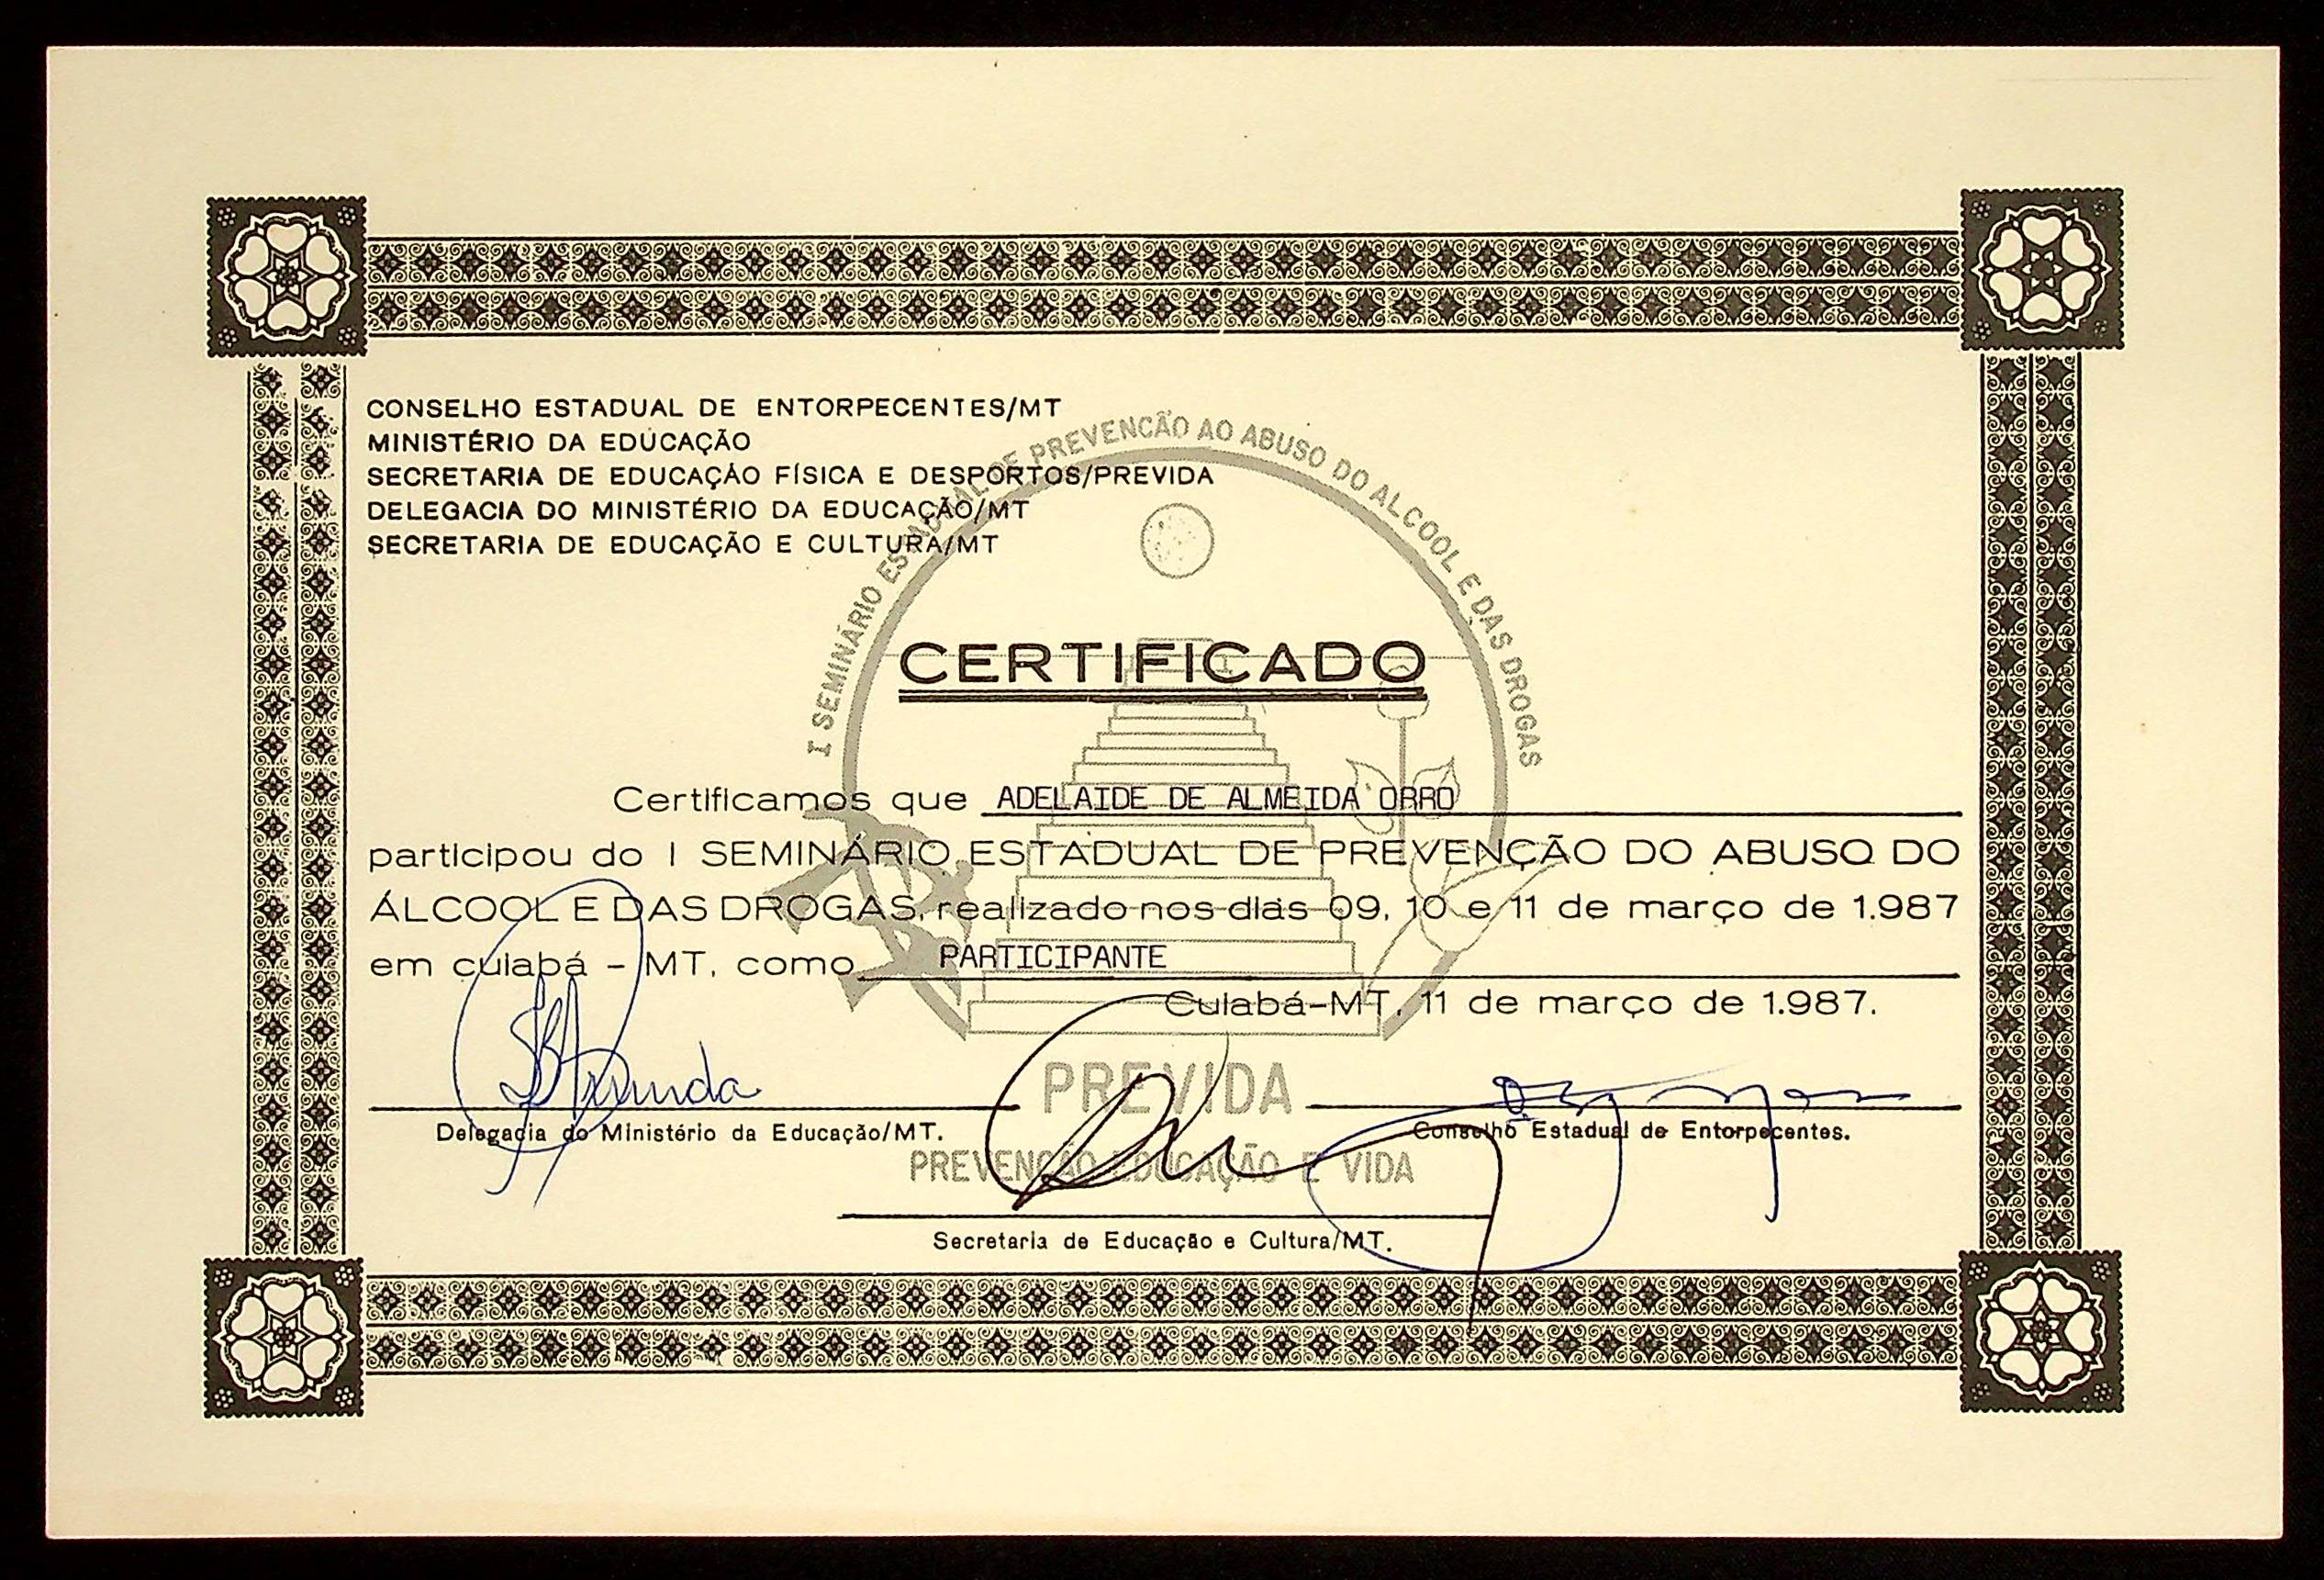 CONSELHO ESTADUAL DE ENTORPECENTES/MT
MINISTÉRIO DA EDUCAÇÃO
SECRETARIA DE EDUCAÇÃO FÍSICA E DESPORTOS/PREVIDA
DELEGACIA DO MINISTÉRIO DA EDUCAÇÃO/MT
SECRETARIA DE EDUCAÇÃO E CULTURA/MT
I SEMINÁRIO ESTADUAL DE PREVENCÃO AO ABUSO DO ALCOOL E DAS DROGAS
CERTIFICADO
Certificamos que ADELAIDE DE ALMEIDA ORRO
participou do I SEMINÁRIO ESTADUAL DE PREVENÇÃO DO ABUSO DO
ÁLCOOL E DAS DROGAS, realizado nos dias 09, 10 e 11 de março de 1.987
em cuiabá - MT, como PARTICIPANTE
Cuiabá-MT, 11 de março de 1.987.
PREVIDA
Delegacia do Ministério da Educação/MT.
Conselho Estadual de Entorpecentes.
PREVENÇÃO EDUCAÇÃO E VIDA
Secretaria de Educação e Cultura/MT.